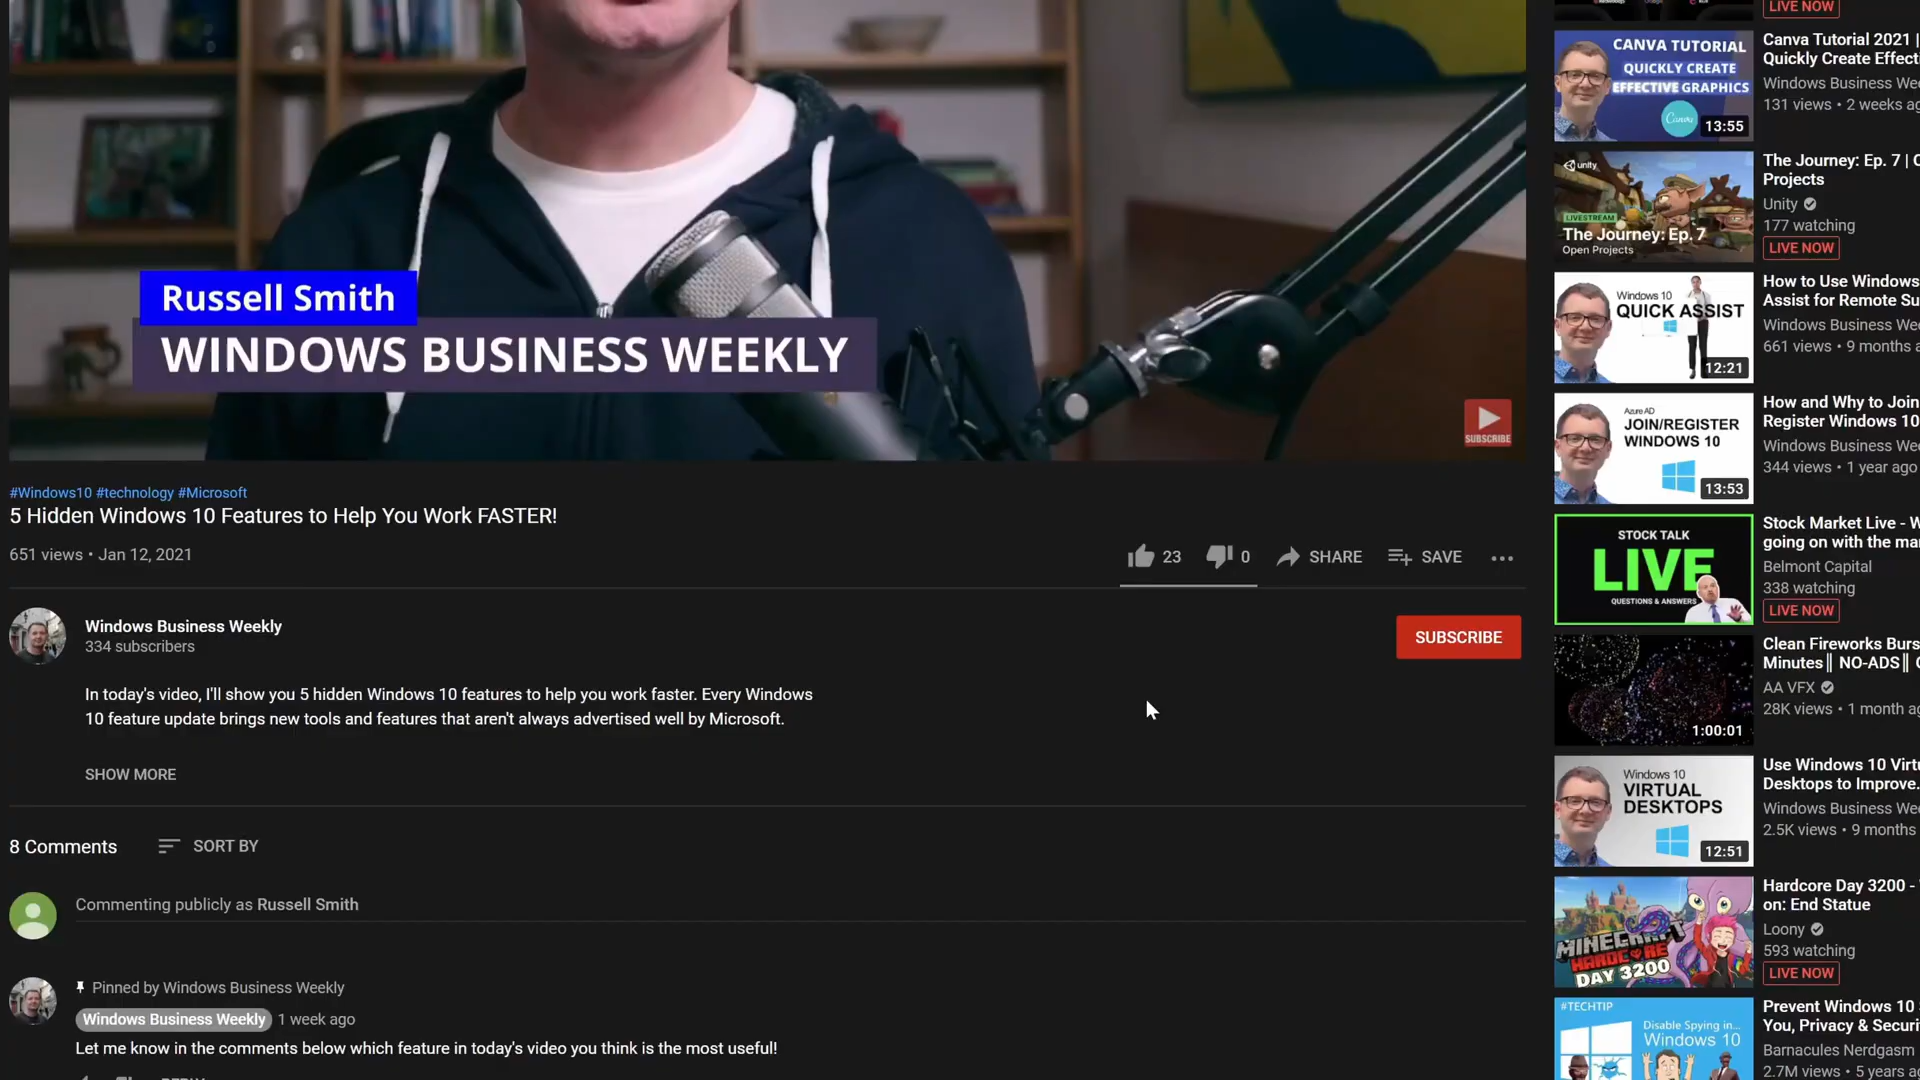 Russell Smith
WINDOWS BUSINESS WEEKLY
SUBSCRIBE
#Windows10 #technology #Microsoft
5 Hidden Windows 10 Features to Help You Work FASTER!
651 views • Jan 12, 2021
23
0
SHARE
SAVE
Windows Business Weekly
334 subscribers
SUBSCRIBE
In today's video, I'll show you 5 hidden Windows 10 features to help you work faster. Every Windows
10 feature update brings new tools and features that aren't always advertised well by Microsoft.
SHOW MORE
8 Comments
SORT BY
Commenting publicly as Russell Smith
Pinned by Windows Business Weekly
Windows Business Weekly 1 week ago
Let me know in the comments below which feature in today's video you think is the most useful!
LIVE NOW
CANVA TUTORIAL
QUICKLY CREATE
EFFECTIVE GRAPHICS
Canva
13:55
Canva Tutorial 2021 |
Quickly Create Effecti
Windows Business We
131 views • 2 weeks ag
unity
LIVESTREAM
The Journey: Ep. 7
Open Projects
The Journey: Ep. 7 |
Projects
Unity
177 watching
LIVE NOW
Windows 10
QUICK ASSIST
12:21
How to Use Windows
Assist for Remote Su
Windows Business We
661 views • 9 months a
Azure AD
JOIN/REGISTER
WINDOWS 10
13:53
How and Why to Join
Register Windows 10
Windows Business We
344 views • 1 year ago
STOCK TALK
LIVE
QUESTIONS & ANSWERS
Stock Market Live - W
going on with the ma
Belmont Capital
338 watching
LIVE NOW
1:00:01
Clean Fireworks Burs
Minutes║ NO-ADS║
AA VFX
28K views • 1 month ag
Windows 10
VIRTUAL
DESKTOPS
12:51
Use Windows 10 Virtu
Desktops to Improve.
Windows Business We
2.5K views • 9 months
MINECRAFT
HARDCORE
DAY 3200
Hardcore Day 3200 -
on: End Statue
Loony
593 watching
LIVE NOW
#TECHTIP
Disable Spying in...
Windows 10
Prevent Windows 10
You, Privacy & Securi
Barnacules Nerdgasm
2.7M views • 5 years a